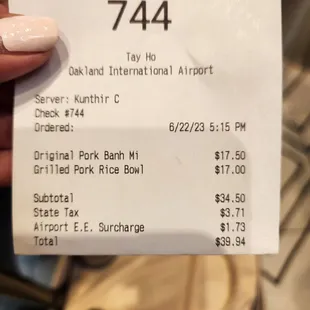 744
Tay Ho
Oakland International Airport
Server: Kunthir C
Check #744
Ordered: 6/22/23 5:15 PM
Original Pork Banh Mi $17.50
Grilled Pork Rice Bowl $17.00
Subtotal $34.50
State Tax $3.71
Airport E.E. Surcharge $1.73
Total $39.94